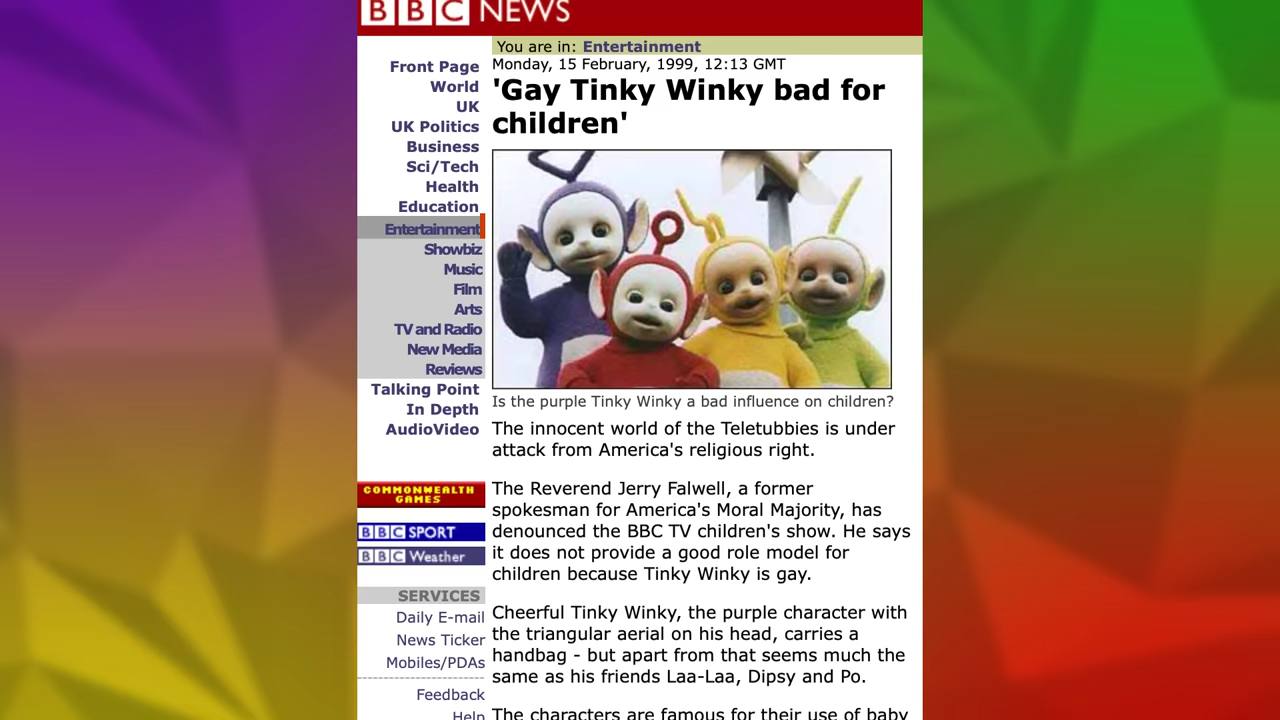 BBC NEWS
You are in: Entertainment
Monday, 15 February, 1999, 12:13 GMT
'Gay Tinky Winky bad for
children'
Front Page
World
UK
UK Politics
Business
Sci/Tech
Health
Education
Entertainment
Showbiz
Music
Film
Arts
TV and Radio
New Media
Reviews
Talking Point
In Depth
AudioVideo
COMMONWEALTH
GAMES
BBC SPORT
BBC Weather
SERVICES
Daily E-mail
News Ticker
Mobiles/PDAs
Feedback
Help
Is the purple Tinky Winky a bad influence on children?
The innocent world of the Teletubbies is under
attack from America's religious right.
The Reverend Jerry Falwell, a former
spokesman for America's Moral Majority, has
denounced the BBC TV children's show. He says
it does not provide a good role model for
children because Tinky Winky is gay.
Cheerful Tinky Winky, the purple character with
the triangular aerial on his head, carries a
handbag - but apart from that seems much the
same as his friends Laa-Laa, Dipsy and Po.
The characters are famous for their use of baby